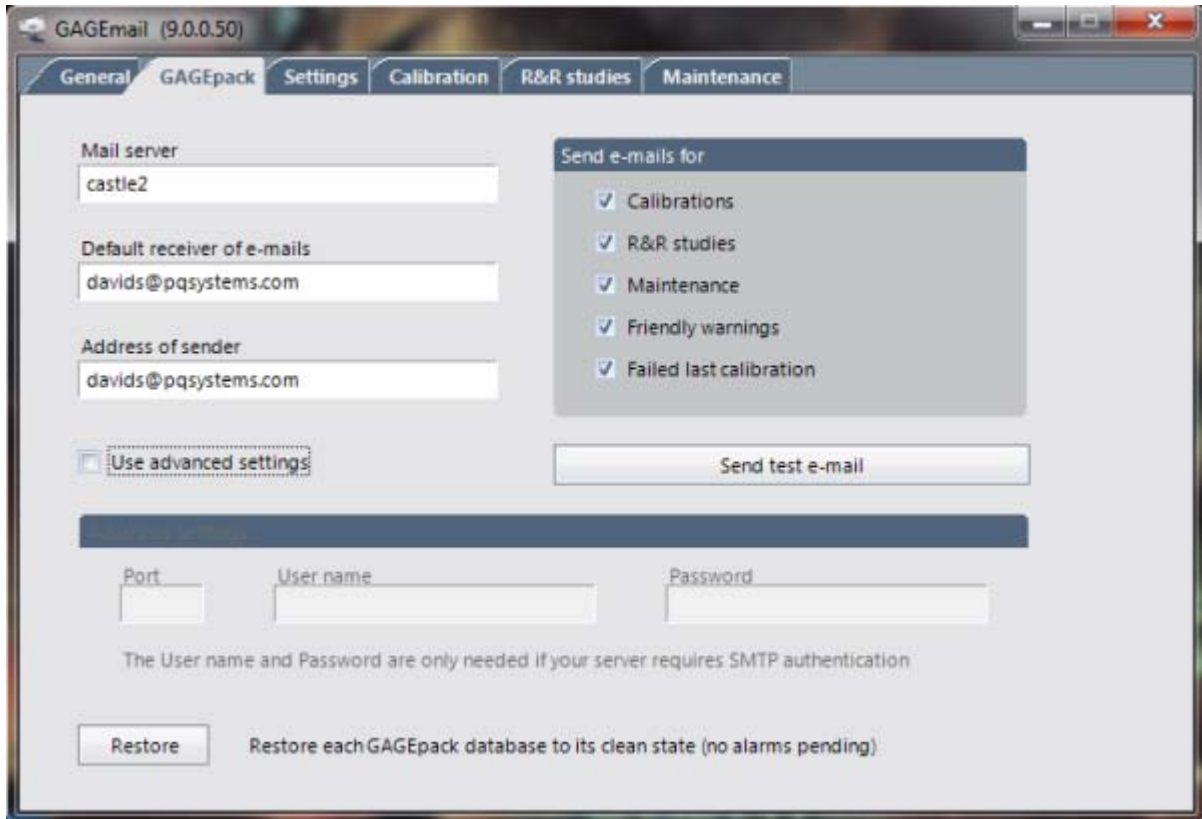 GAGEmail (9.0.0.50)
General GAGEpack Settings Calibration R&R studies Maintenance
Mail server
castle2
Default receiver of e-mails
davids@pqsystems.com
Address of sender
davids@pqsystems.com
Use advanced settings
Send e-mails for
Calibrations
R&R studies
Maintenance
Friendly warnings
Failed last calibration
Send test e-mail
Advanced settings
Port User name Password
The User name and Password are only needed if your server requires SMTP authentication
Restore Restore each GAGEpack database to its clean state (no alarms pending)